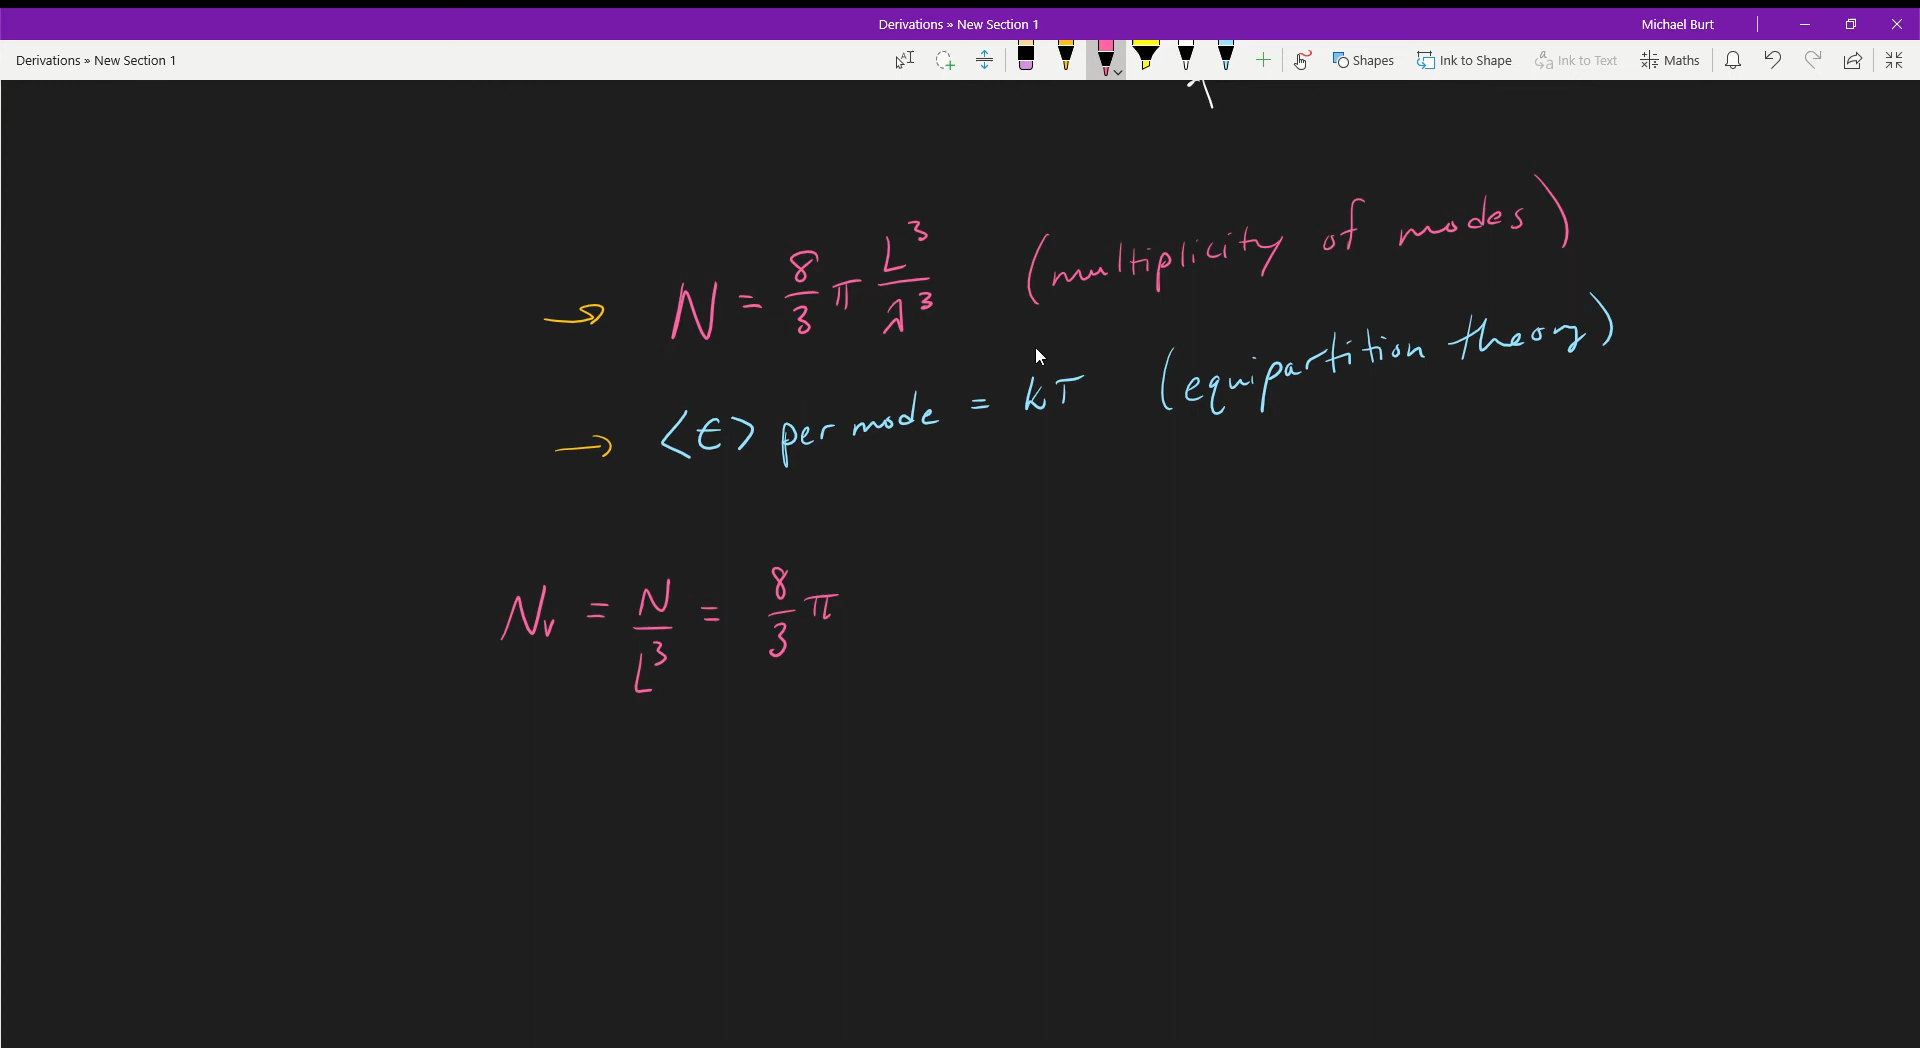 Derivations » New Section 1
Michael Burt
Derivations » New Section 1
Shapes
Ink to Shape
Ink to Text
Maths
→ N = 8/3 π L³/λ³ (multiplicity of modes)
→ ⟨ϵ⟩ per mode = kT (equipartition theory)
Nᵥ = N/L³ = 8/3 π